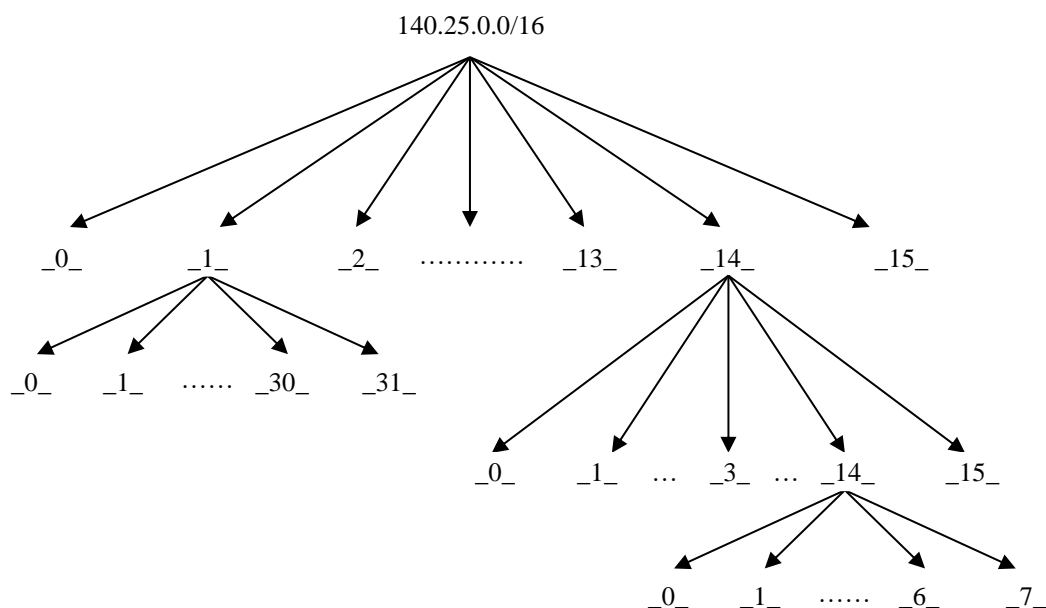 140.25.0.0/16
_0_ _1_ _2_ ………… _13_ _14_ _15_
_0_ _1_ …… _30_ _31_
_0_ _1_ … _3_ … _14_ _15_
_0_ _1_ …… _6_ _7_